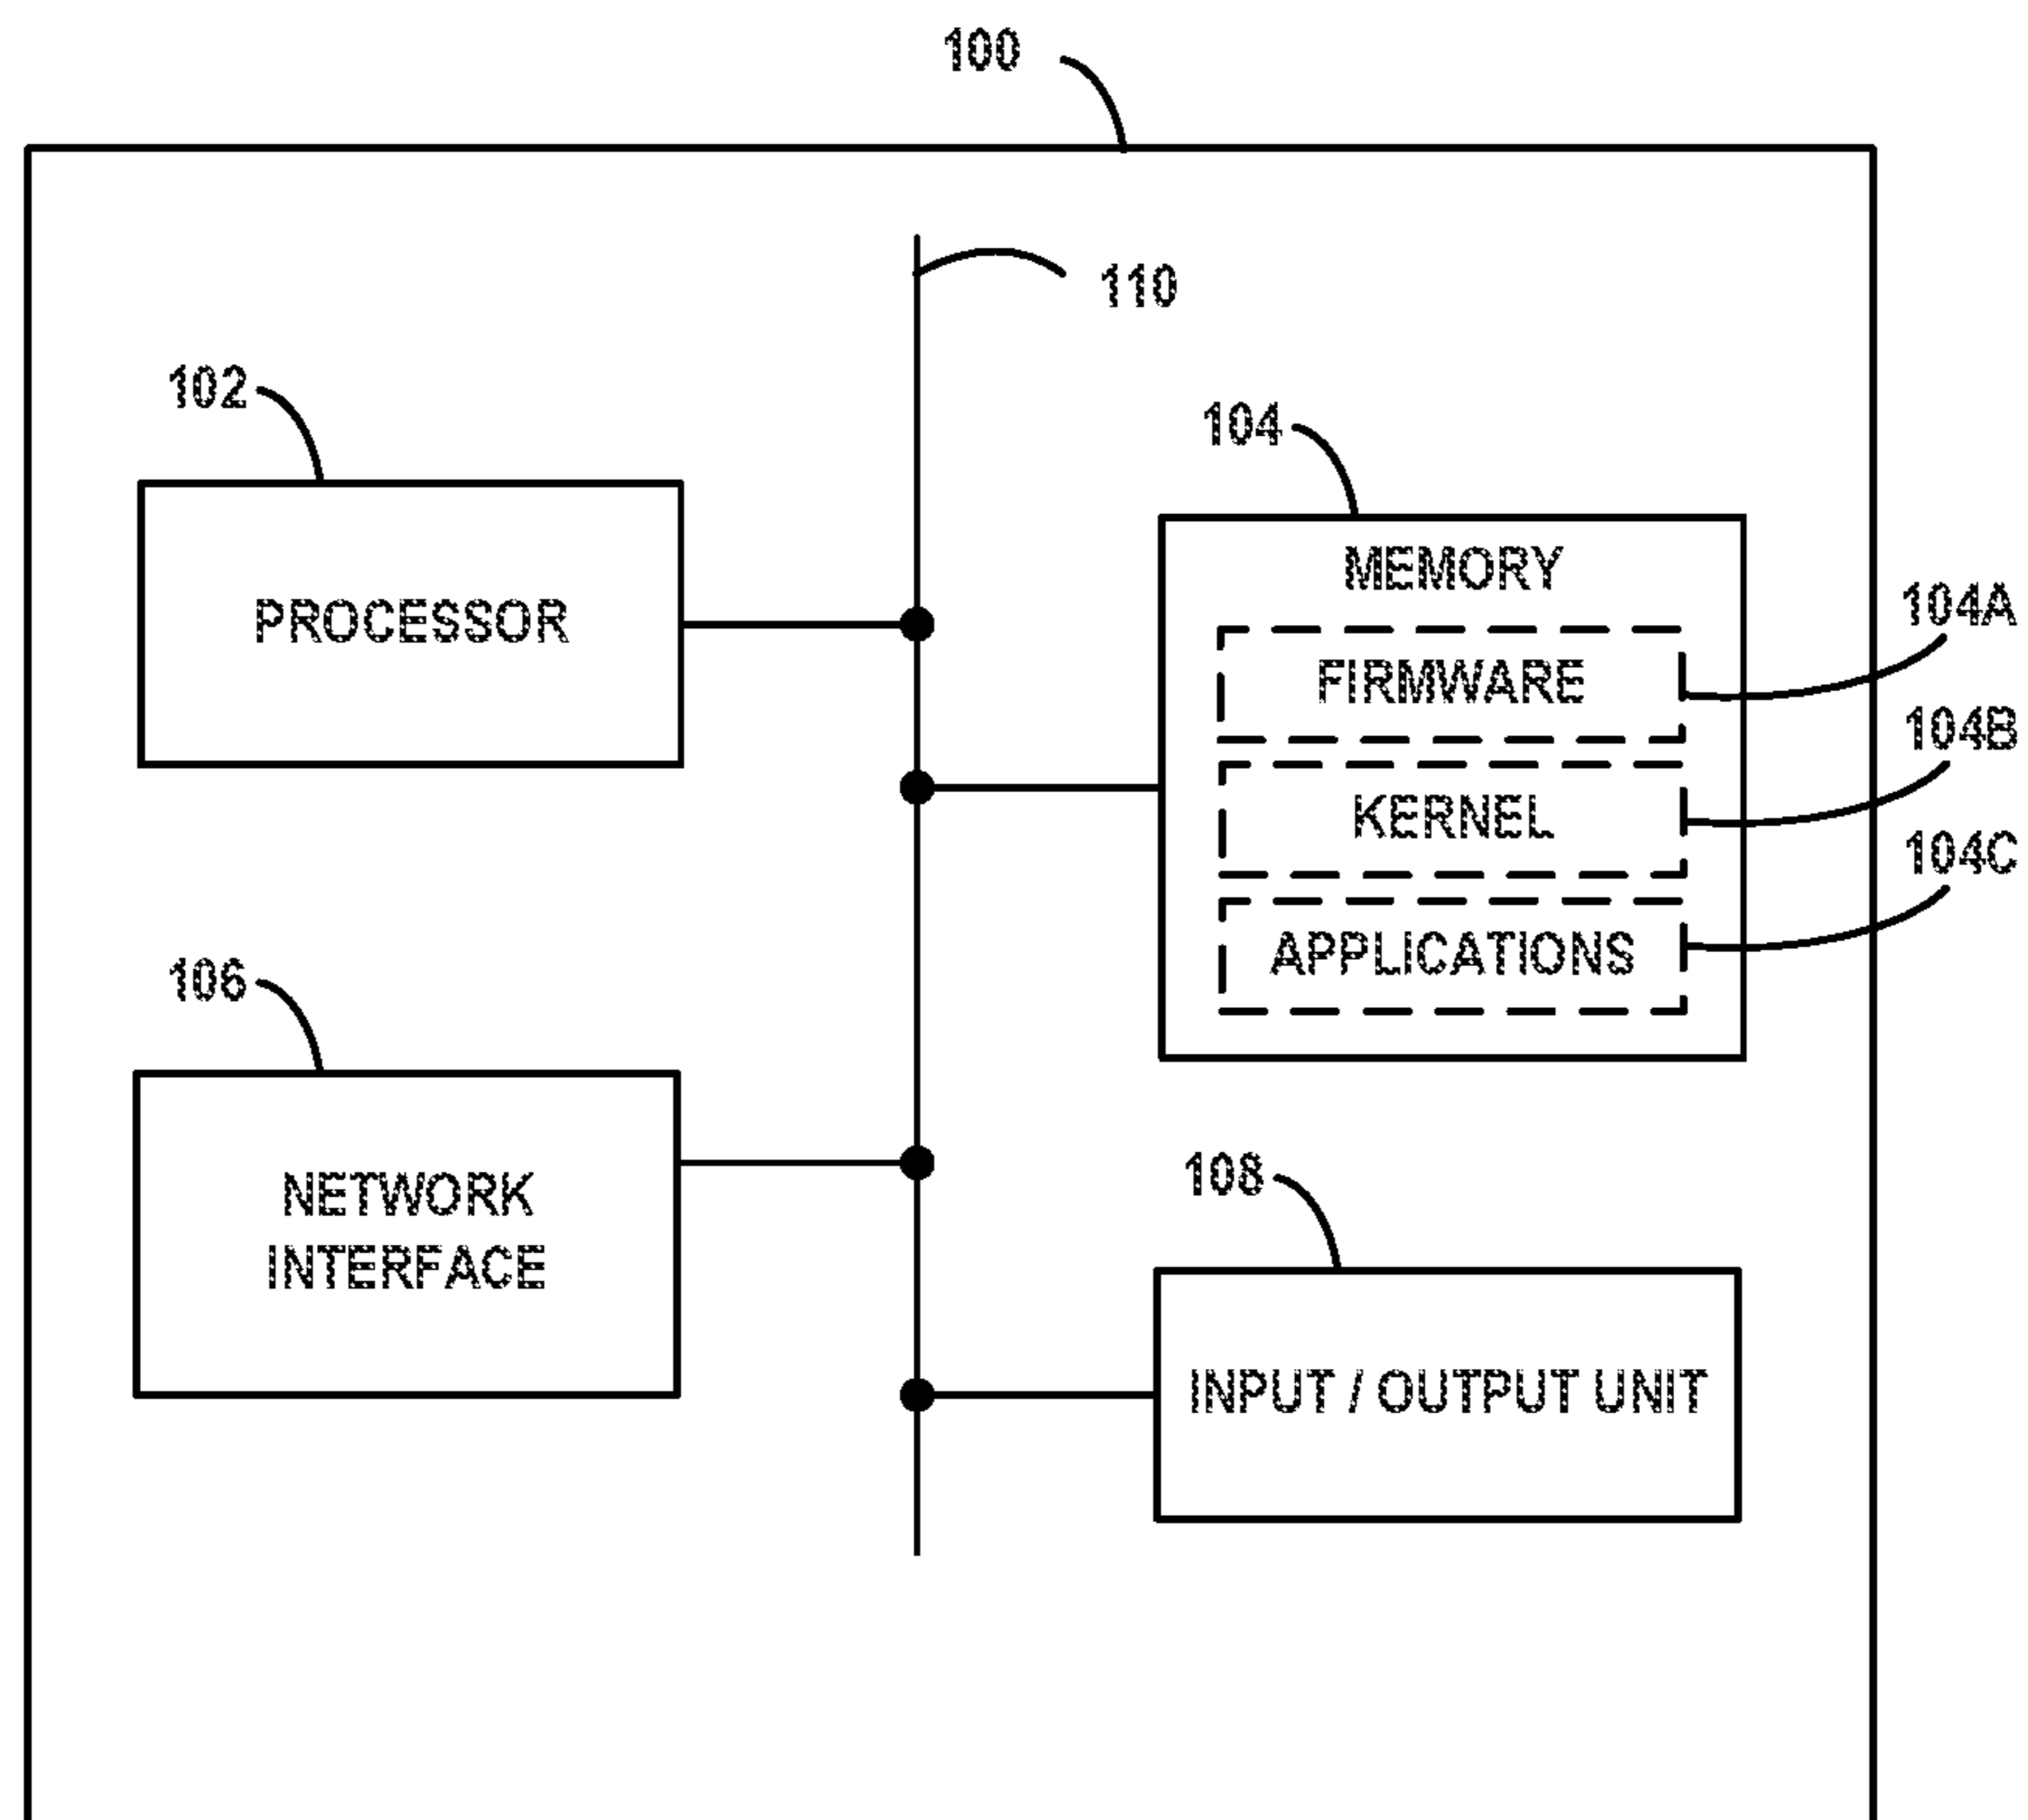 100
110
102
PROCESSOR
104
MEMORY
FIRMWARE
104A
KERNEL
104B
APPLICATIONS
104C
106
NETWORK
INTERFACE
108
INPUT / OUTPUT UNIT